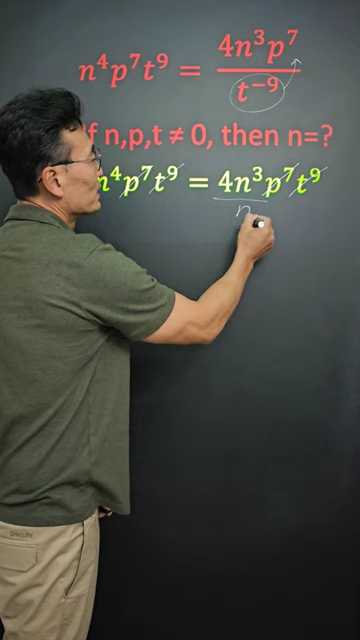 n⁴p⁷t⁹ = 4n³p⁷ / t⁻⁹
If n,p,t ≠ 0, then n=?
n⁴p⁷t⁹ = 4n³p⁷t⁹
n